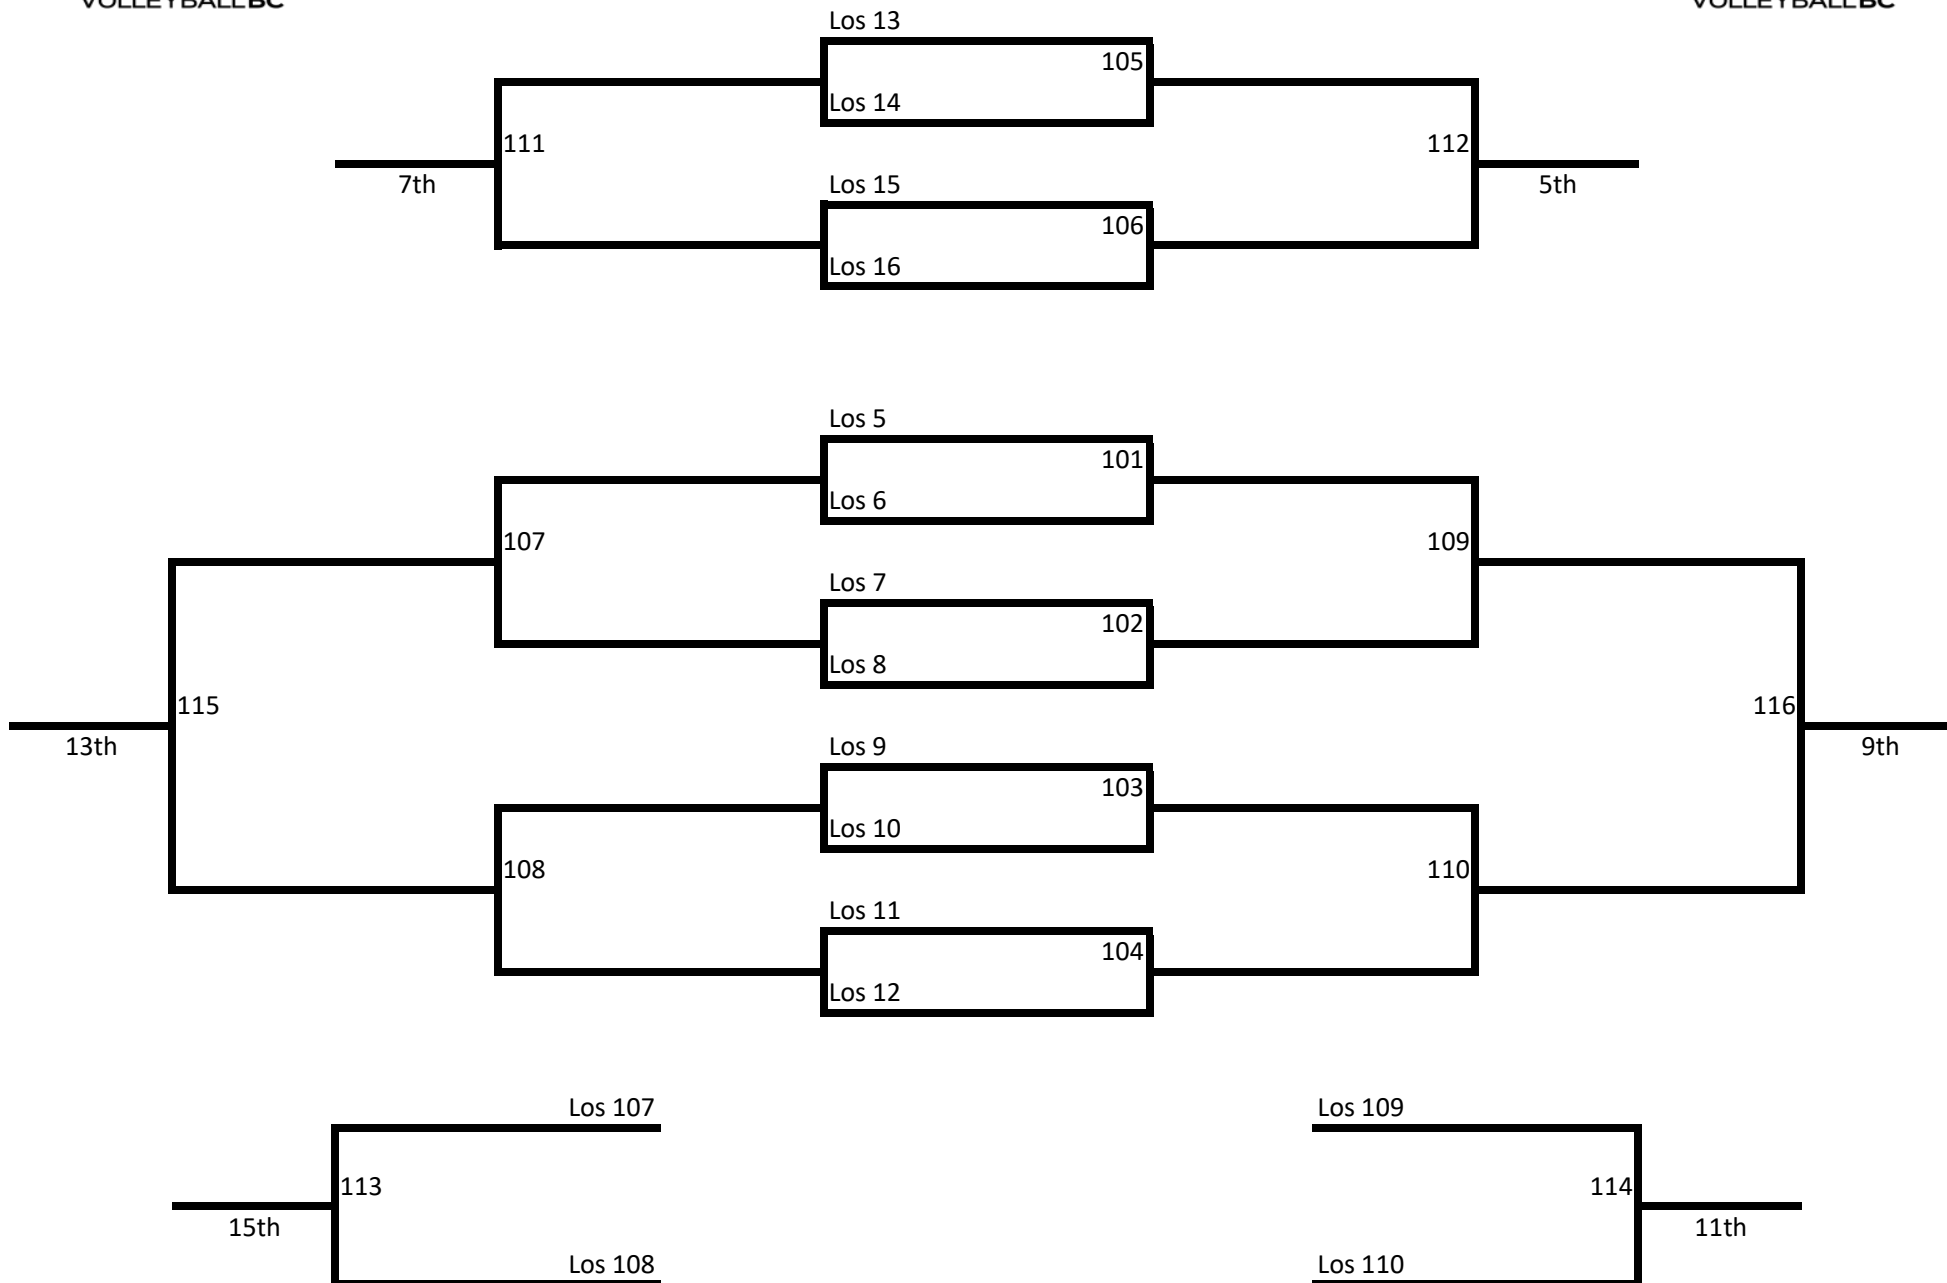 VOLLEYBALLBC VOLLEYBALLBC
Los 13
105
Los 14
111 112
7th Los 15 5th
106
Los 16
Los 5
101
Los 6
107 109
Los 7
102
Los 8
115 116
13th Los 9 9th
103
Los 10
108 110
Los 11
104
Los 12
Los 107 Los 109
113 114
15th 11th
Los 108 Los 110